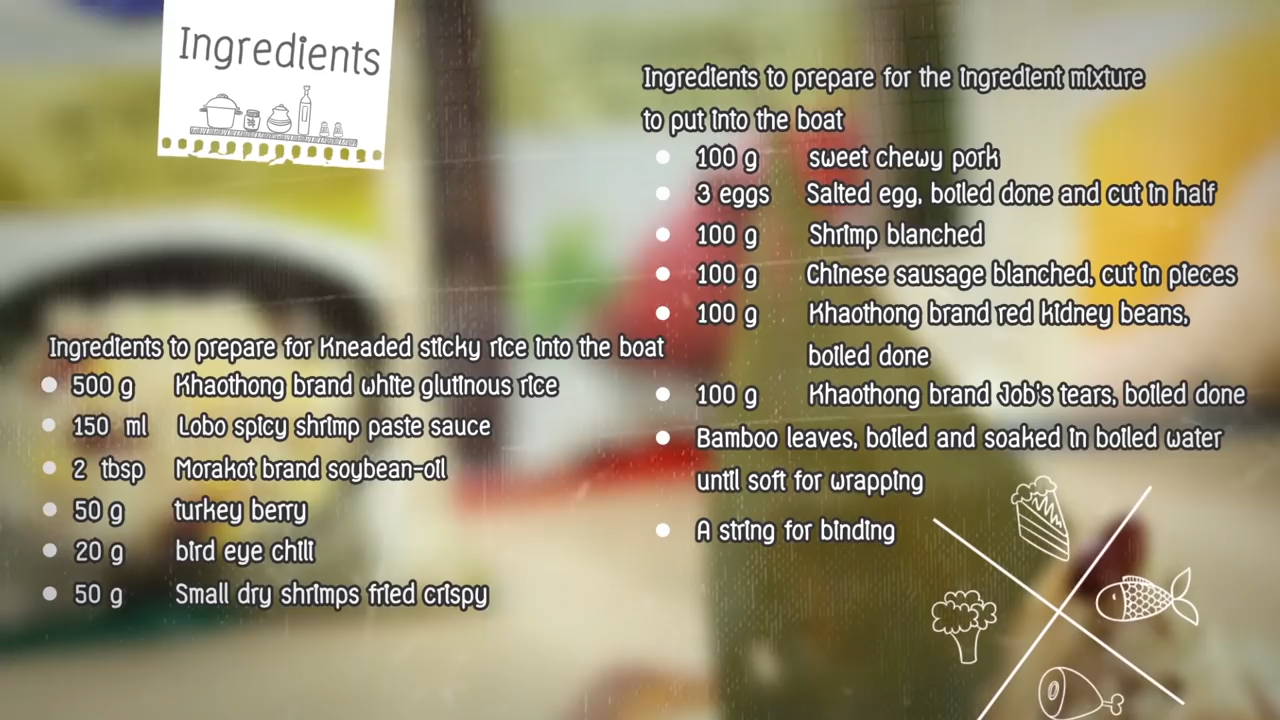 Ingredients
Ingredients to prepare for kneaded sticky rice into the boat
500 g Khaothong brand white glutinous rice
150 ml Lobo spicy shrimp paste sauce
2 tbsp Morakot brand soybean-oil
50 g turkey berry
20 g bird eye chili
50 g Small dry shrimps fried crispy
Ingredients to prepare for the ingredient mixture
to put into the boat
100 g sweet chewy pork
3 eggs Salted egg, boiled done and cut in half
100 g Shrimp blanched
100 g Chinese sausage blanched, cut in pieces
100 g Khaothong brand red kidney beans,
boiled done
100 g Khaothong brand Job's tears, boiled done
Bamboo leaves, boiled and soaked in boiled water
until soft for wrapping
A string for binding